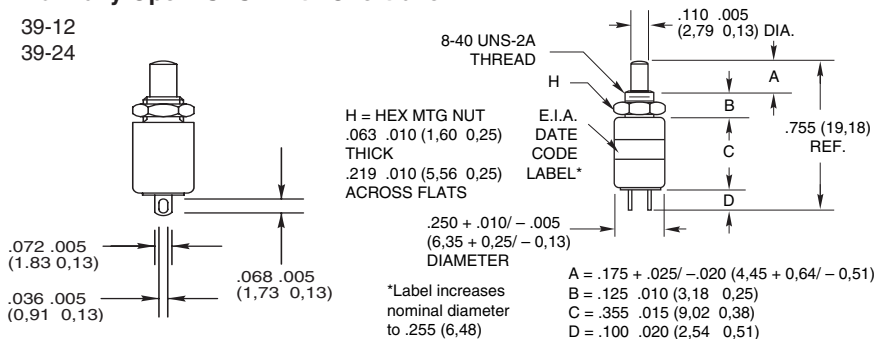 39-12
39-24
8-40 UNS-2A
THREAD
H
.110 .005
(2,79 0,13) DIA.
A
B
C
D
.755 (19,18)
REF.
H = HEX MTG NUT
.063 .010 (1,60 0,25)
THICK
.219 .010 (5,56 0,25)
ACROSS FLATS
E.I.A.
DATE
CODE
LABEL*
.072 .005
(1.83 0,13)
.036 .005
(0,91 0,13)
.068 .005
(1,73 0,13)
.250 + .010/ – .005
(6,35 + 0,25/ – 0,13)
DIAMETER
*Label increases
nominal diameter
to .255 (6,48)
A = .175 + .025/ –.020 (4,45 + 0,64/ – 0,51)
B = .125 .010 (3,18 0,25)
C = .355 .015 (9,02 0,38)
D = .100 .020 (2,54 0,51)